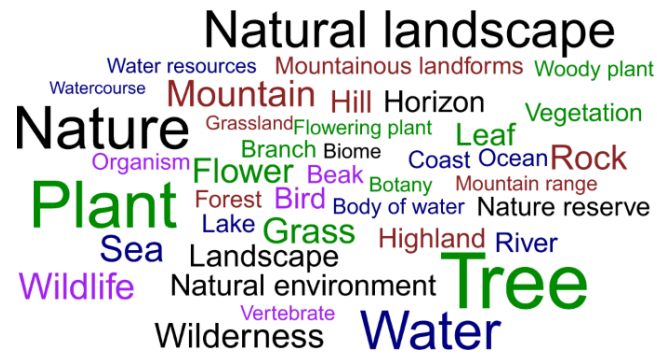 Natural landscape
Water resources Mountainous landforms Woody plant
Watercourse Mountain Hill Horizon
Nature Grassland Flowering plant Leaf Vegetation
Organism Branch Biome Coast Ocean Rock
Flower Beak Botany Mountain range
Plant Forest Bird Body of water Nature reserve
Lake Grass Highland River
Sea Landscape
Wildlife Natural environment Tree
Vertebrate
Wilderness Water